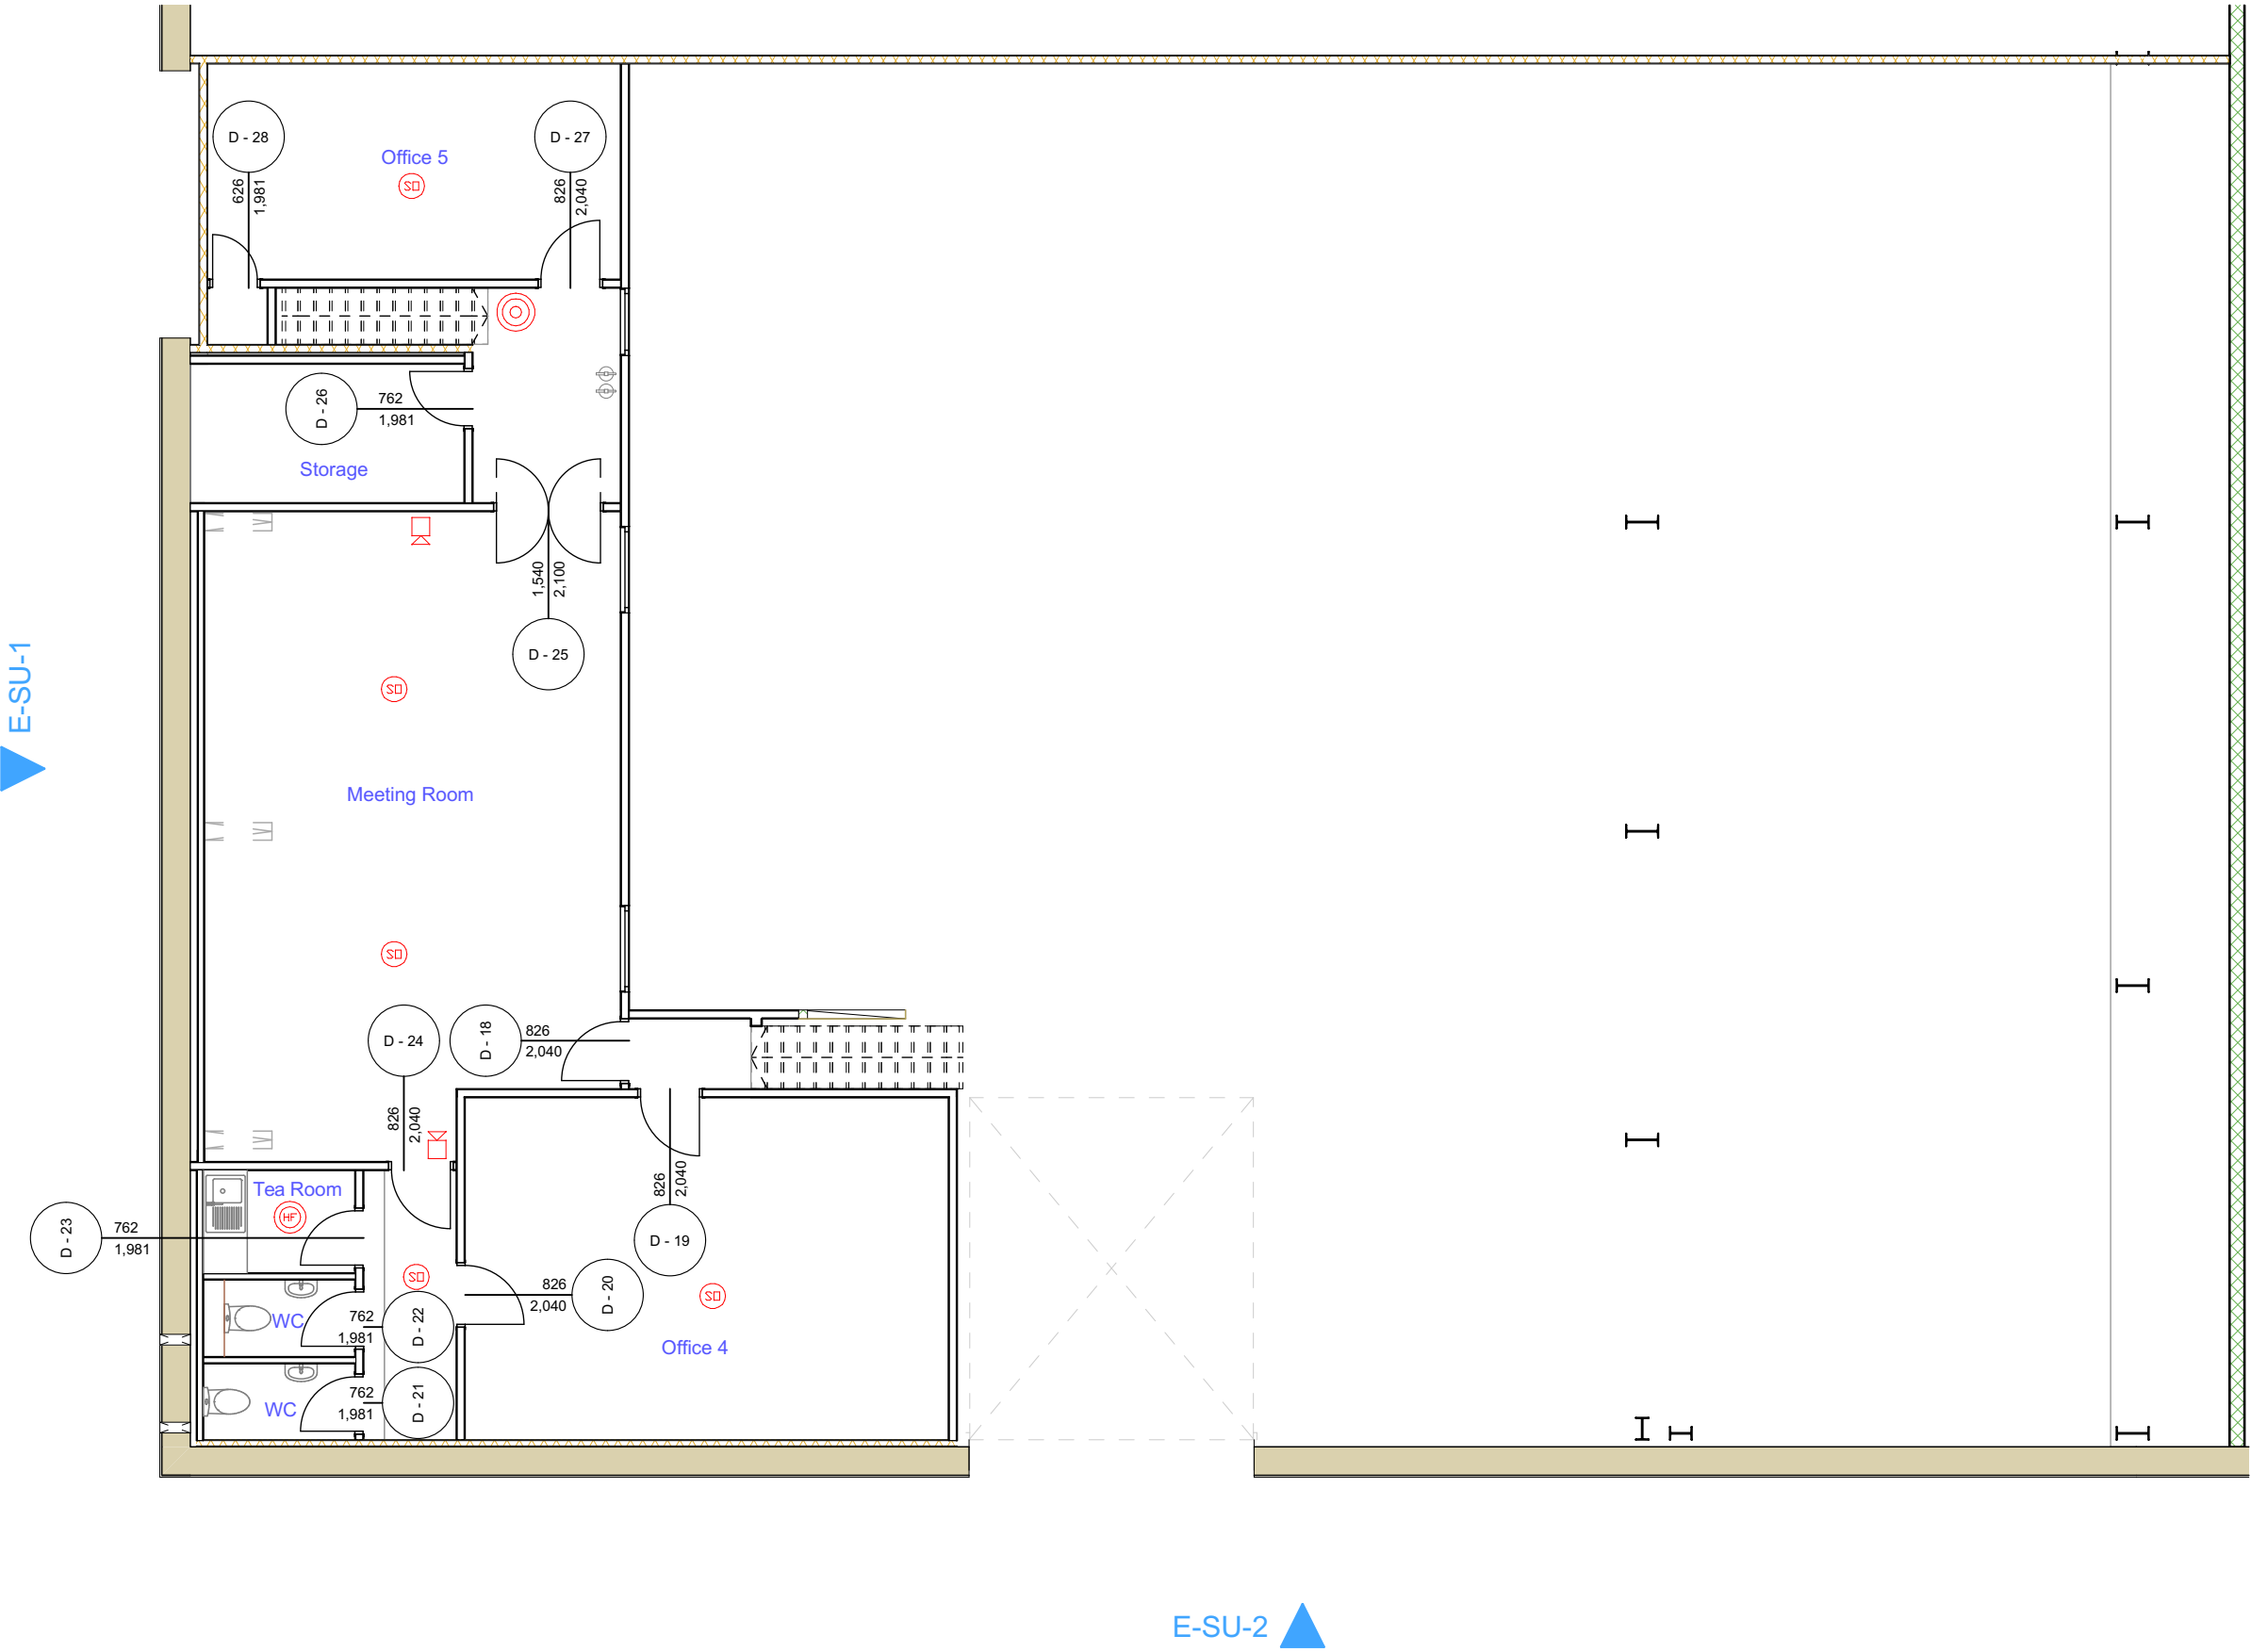 D - 28
D - 27
Office 5
SD
626
1,981
826
2,040
D - 26
762
1,981
Storage
1,540
2,100
D - 25
SD
E-SU-1
Meeting Room
SD
D - 24
D - 18
826
2,040
826
2,040
Tea Room
HF
D - 23
762
1,981
826
2,040
D - 19
SD
826
2,040
D - 20
SD
WC
762
1,981
D - 22
Office 4
WC
762
1,981
D - 21
E-SU-2